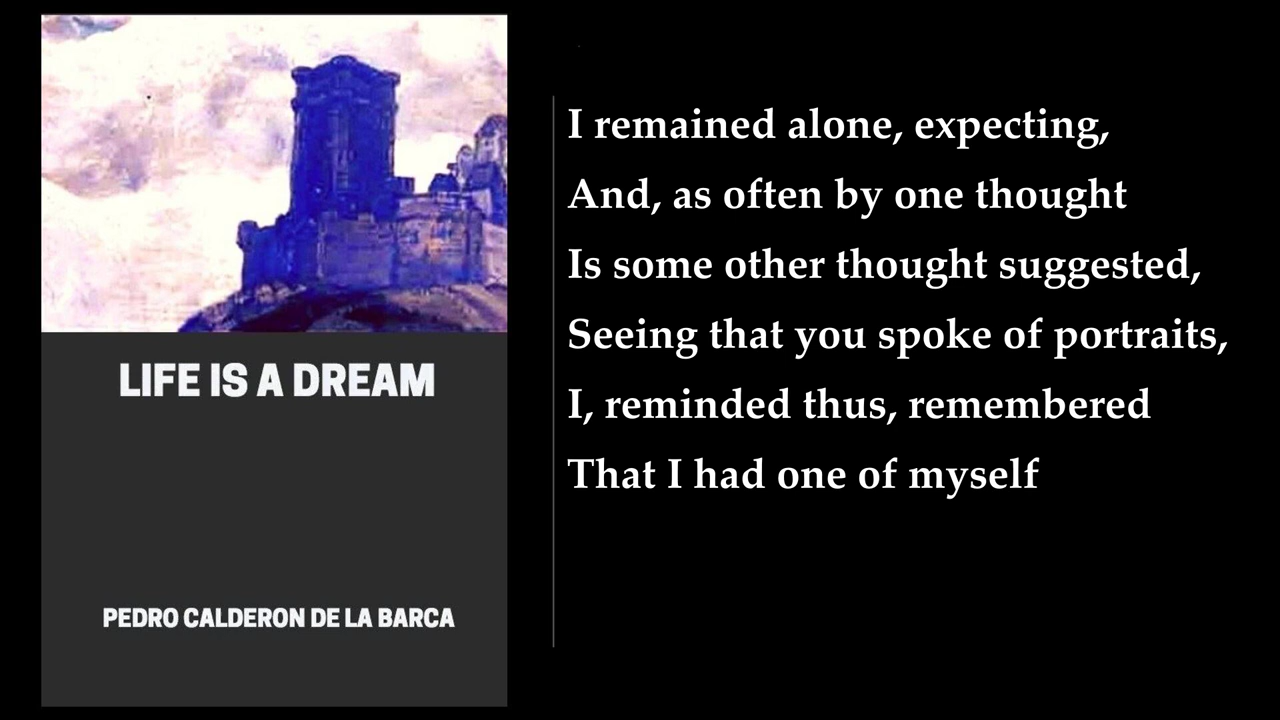 LIFE IS A DREAM
PEDRO CALDERON DE LA BARCA
I remained alone, expecting,
And, as often by one thought
Is some other thought suggested,
Seeing that you spoke of portraits,
I, reminded thus, remembered
That I had one of myself